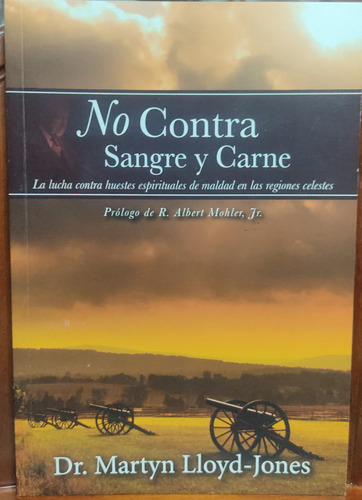 No Contra
Sangre y Carne
La lucha contra huestes espirituales de maldad en las regiones celestes
Prólogo de R. Albert Mohler, Jr.
Dr. Martyn Lloyd-Jones